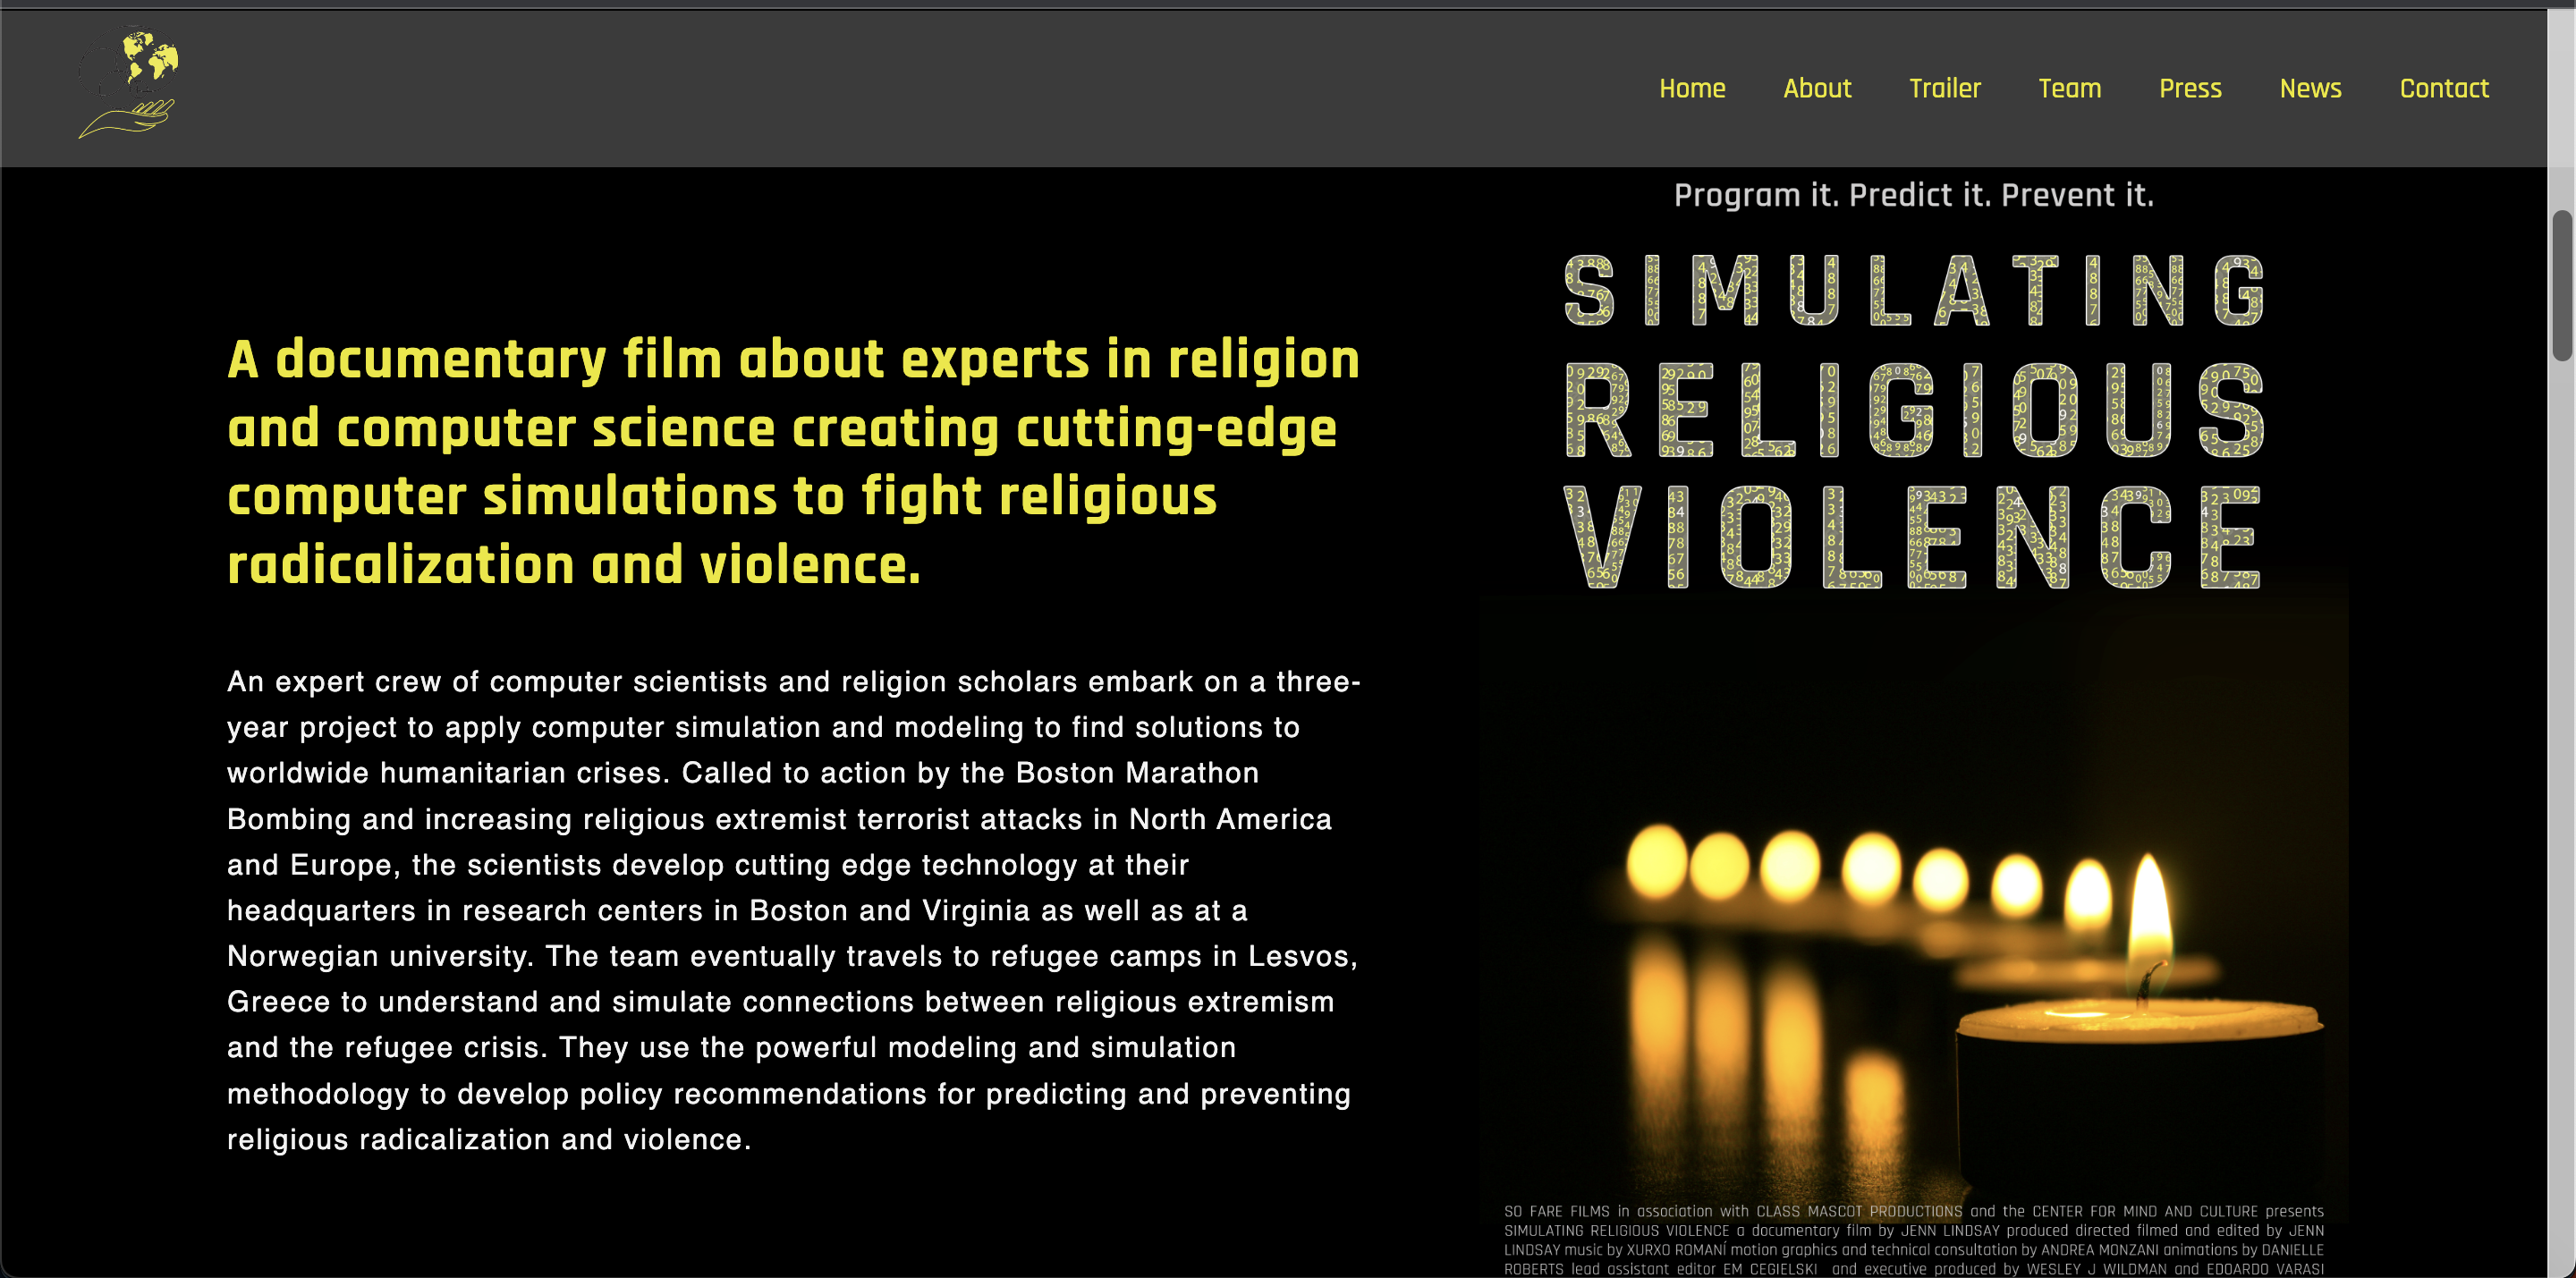 Home About Trailer Team Press News Contact
A documentary film about experts in religion
and computer science creating cutting-edge
computer simulations to fight religious
radicalization and violence.
An expert crew of computer scientists and religion scholars embark on a three-
year project to apply computer simulation and modeling to find solutions to
worldwide humanitarian crises. Called to action by the Boston Marathon
Bombing and increasing religious extremist terrorist attacks in North America
and Europe, the scientists develop cutting edge technology at their
headquarters in research centers in Boston and Virginia as well as at a
Norwegian university. The team eventually travels to refugee camps in Lesvos,
Greece to understand and simulate connections between religious extremism
and the refugee crisis. They use the powerful modeling and simulation
methodology to develop policy recommendations for predicting and preventing
religious radicalization and violence.
Program it. Predict it. Prevent it.
SIMULATING
RELIGIOUS
VIOLENCE
SO FARE FILMS in association with CLASS MASCOT PRODUCTIONS and the CENTER FOR MIND AND CULTURE presents
SIMULATING RELIGIOUS VIOLENCE a documentary film by JENN LINDSAY produced directed filmed and edited by JENN
LINDSAY music by XURXO ROMANÍ motion graphics and technical consultation by ANDREA MONZANI animations by DANIELLE
ROBERTS lead assistant editor EM CEGIELSKI and executive produced by WESLEY J WILDMAN and EDOARDO VARASI